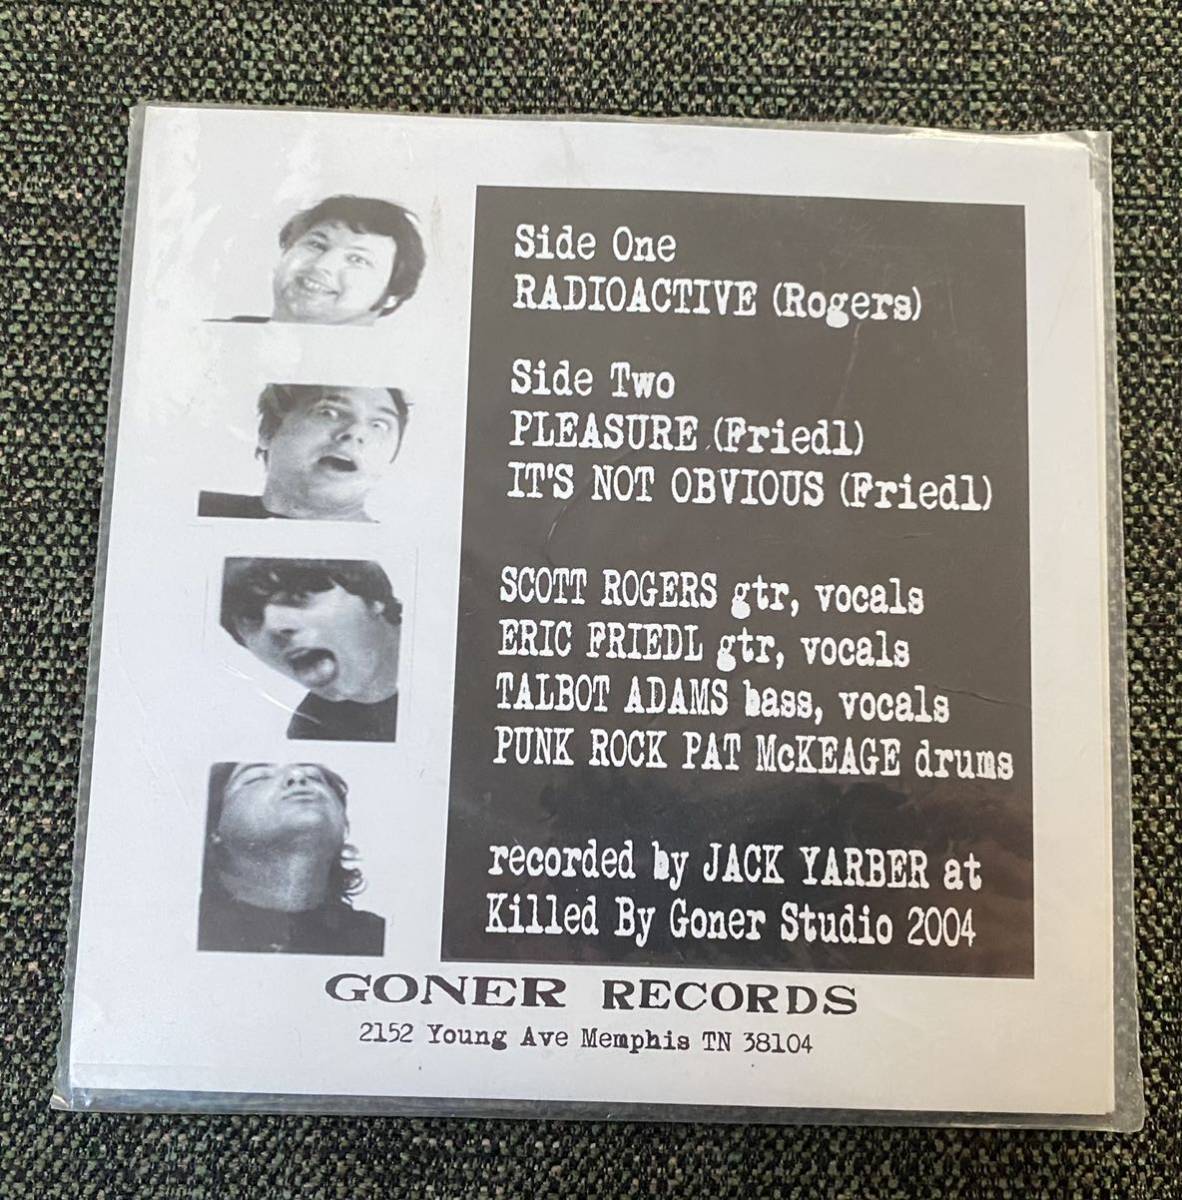 Side One
RADIOACTIVE (Rogers)
Side Two
PLEASURE (Friedl)
IT'S NOT OBVIOUS (Friedl)
SCOTT ROGERS gtr, vocals
ERIC FRIEDL gtr, vocals
TALBOT ADAMS bass, vocals
PUNK ROCK PAT McKEAGE drums
recorded by JACK YARBER at
Killed By Goner Studio 2004
GONER RECORDS
2152 Young Ave Memphis TN 38104